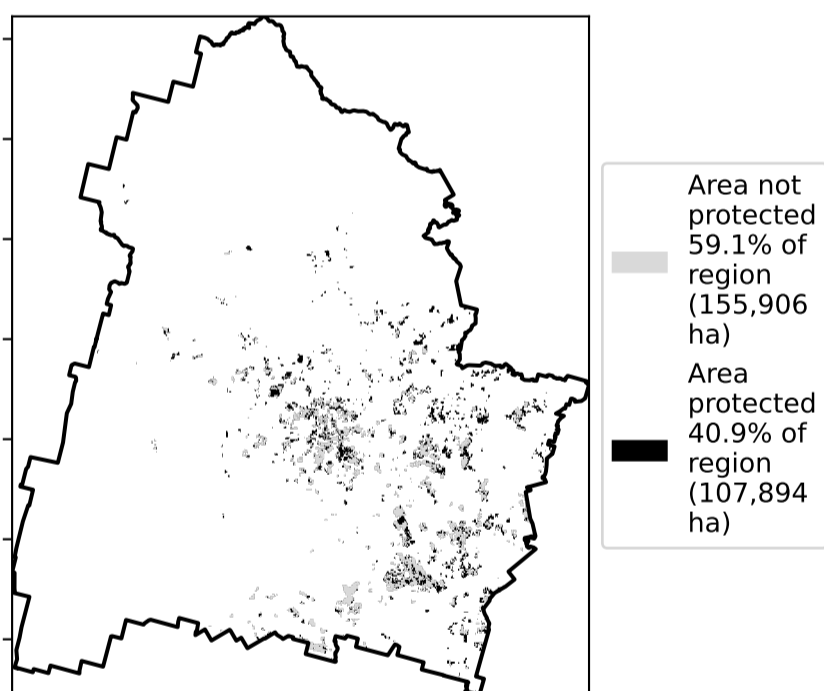 Area not
protected
59.1% of
region
(155,906
ha)
Area
protected
40.9% of
region
(107,894
ha)